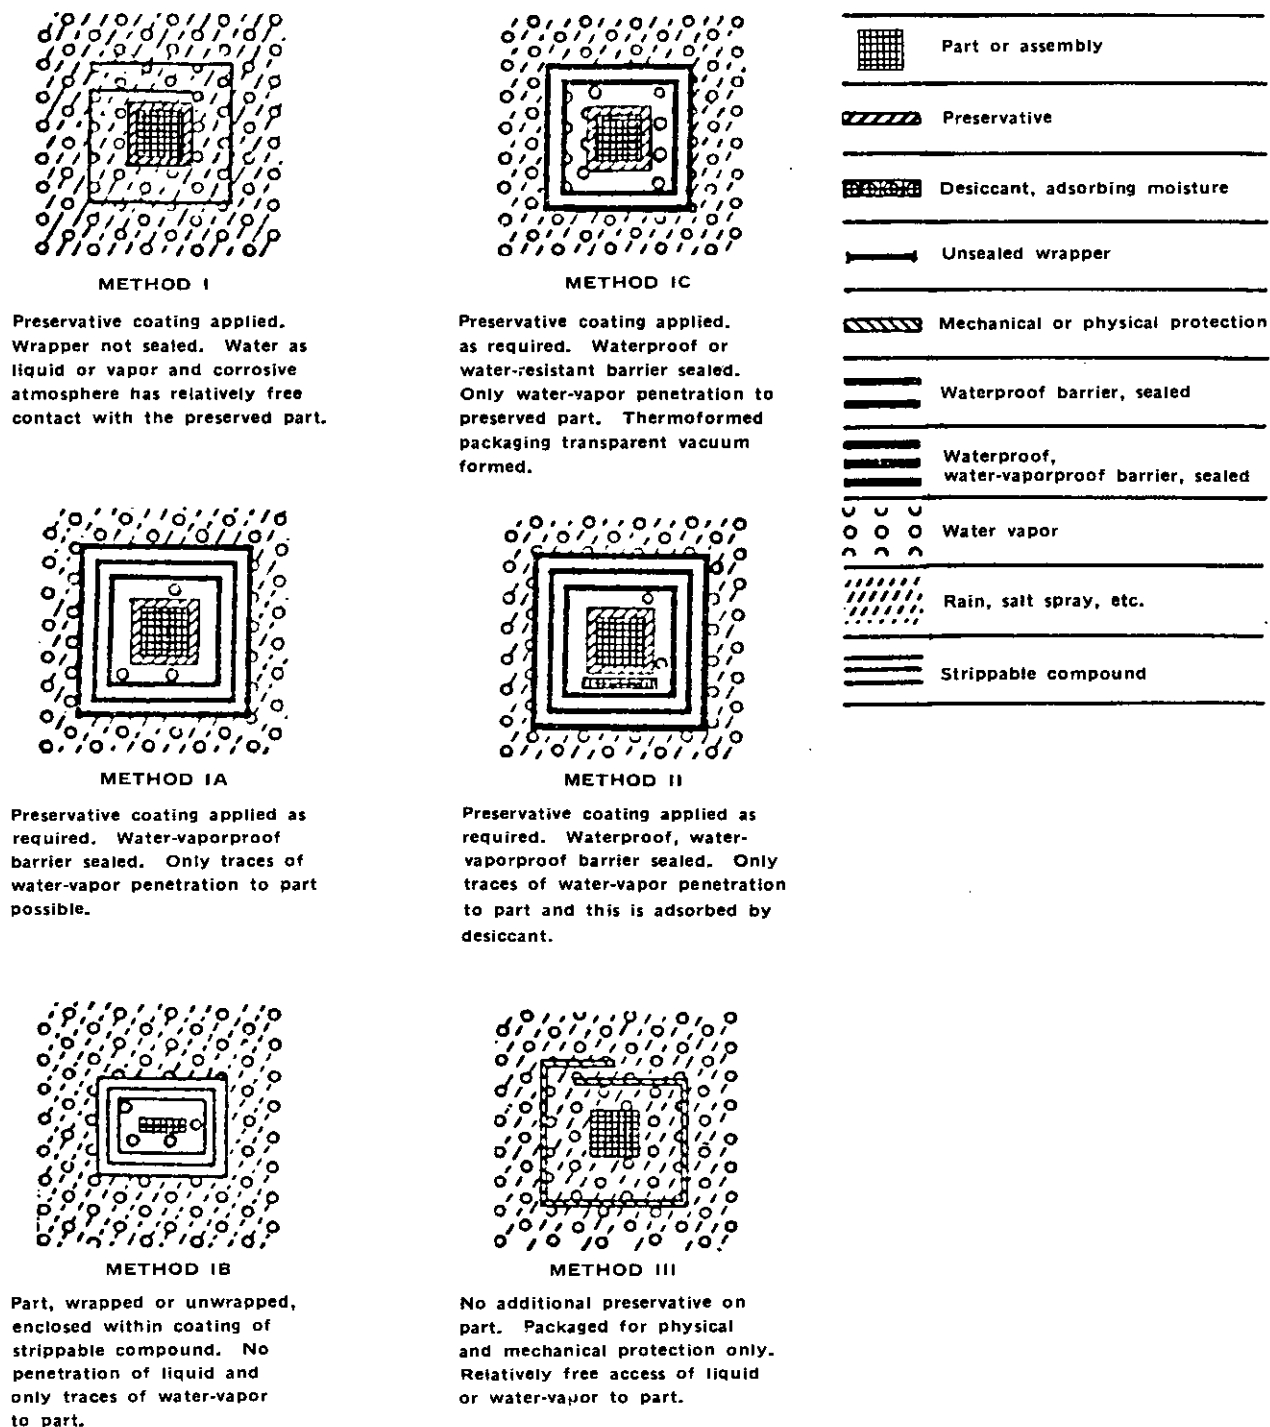 METHOD I
Preservative coating applied.
Wrapper not sealed. Water as
liquid or vapor and corrosive
atmosphere has relatively free
contact with the preserved part.
METHOD IC
Preservative coating applied.
as required. Waterproof or
water-resistant barrier sealed.
Only water-vapor penetration to
preserved part. Thermoformed
packaging transparent vacuum
formed.
METHOD IA
Preservative coating applied as
required. Water-vaporproof
barrier sealed. Only traces of
water-vapor penetration to part
possible.
METHOD II
Preservative coating applied as
required. Waterproof, water-
vaporproof barrier sealed. Only
traces of water-vapor penetration
to part and this is adsorbed by
desiccant.
METHOD IB
Part, wrapped or unwrapped,
enclosed within coating of
strippable compound. No
penetration of liquid and
only traces of water-vapor
to part.
METHOD III
No additional preservative on
part. Packaged for physical
and mechanical protection only.
Relatively free access of liquid
or water-vapor to part.
Part or assembly
Preservative
Desiccant, adsorbing moisture
Unsealed wrapper
Mechanical or physical protection
Waterproof barrier, sealed
Waterproof,
water-vaporproof barrier, sealed
Water vapor
Rain, salt spray, etc.
Strippable compound